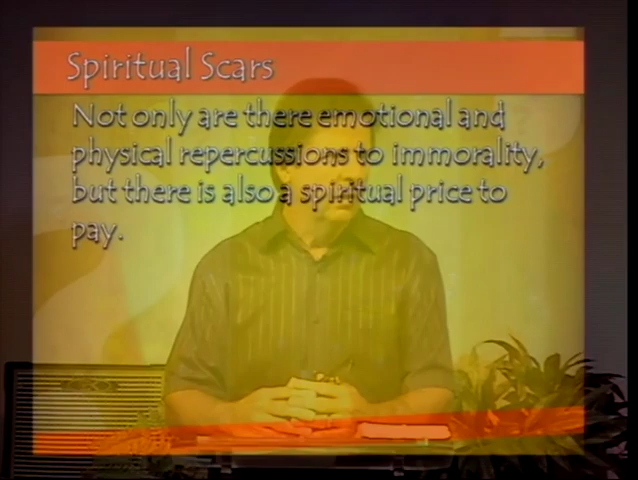 Spiritual Scars
Not only are there emotional and
physical repercussions to immorality,
but there is also a spiritual price to
pay.